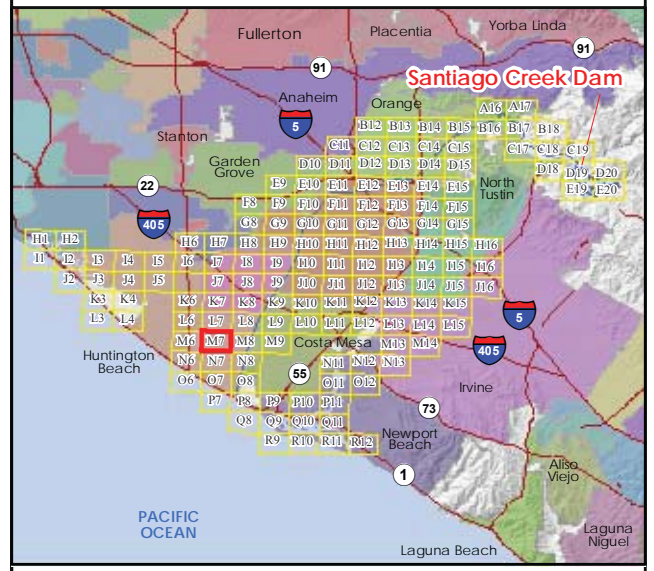 Fullerton
Placentia
Yorba Linda
91
91
Santiago Creek Dam
Anaheim
Orange
A16 A17
5
B12 B13 B14 B15 B16 B17 B18
Stanton
C11 C12 C13 C14 C15 C17 C18 C19
Garden
Grove
D10 D11 D12 D13 D14 D15 D18 D19 D20
22
E9 E10 E11 E12 E13 E14 E15 E19 E20
North
Tustin
F8 F9 F10 F11 F12 F13 F14 F15
405
G8 G9 G10 G11 G12 G13 G14 G15
H1 H2 H6 H7 H8 H9 H10 H11 H12 H13 H14 H15 H16
I1 I2 I3 I4 I5 I6 I7 I8 I9 I10 I11 I12 I13 I14 I15 I16
J2 J3 J4 J5 J7 J8 J9 J10 J11 J12 J13 J14 J15 J16
K3 K4 K6 K7 K8 K9 K10 K11 K12 K13 K14 K15
5
L3 L4 L6 L7 L8 L9 L10 L11 L12 L13 L14 L15
M6 M7 M8 M9 Costa Mesa M13 M14
405
Huntington
Beach
N6 N7 N8 N11 N12 N13
55
O6 O7 O8 O11 O12
Irvine
P7 P8 P9 P10 P11
73
Q8 Q9 Q10 Q11
Newport
Beach
R9 R10 R11 R12
1
Aliso
Viejo
PACIFIC
OCEAN
Laguna
Niguel
Laguna Beach